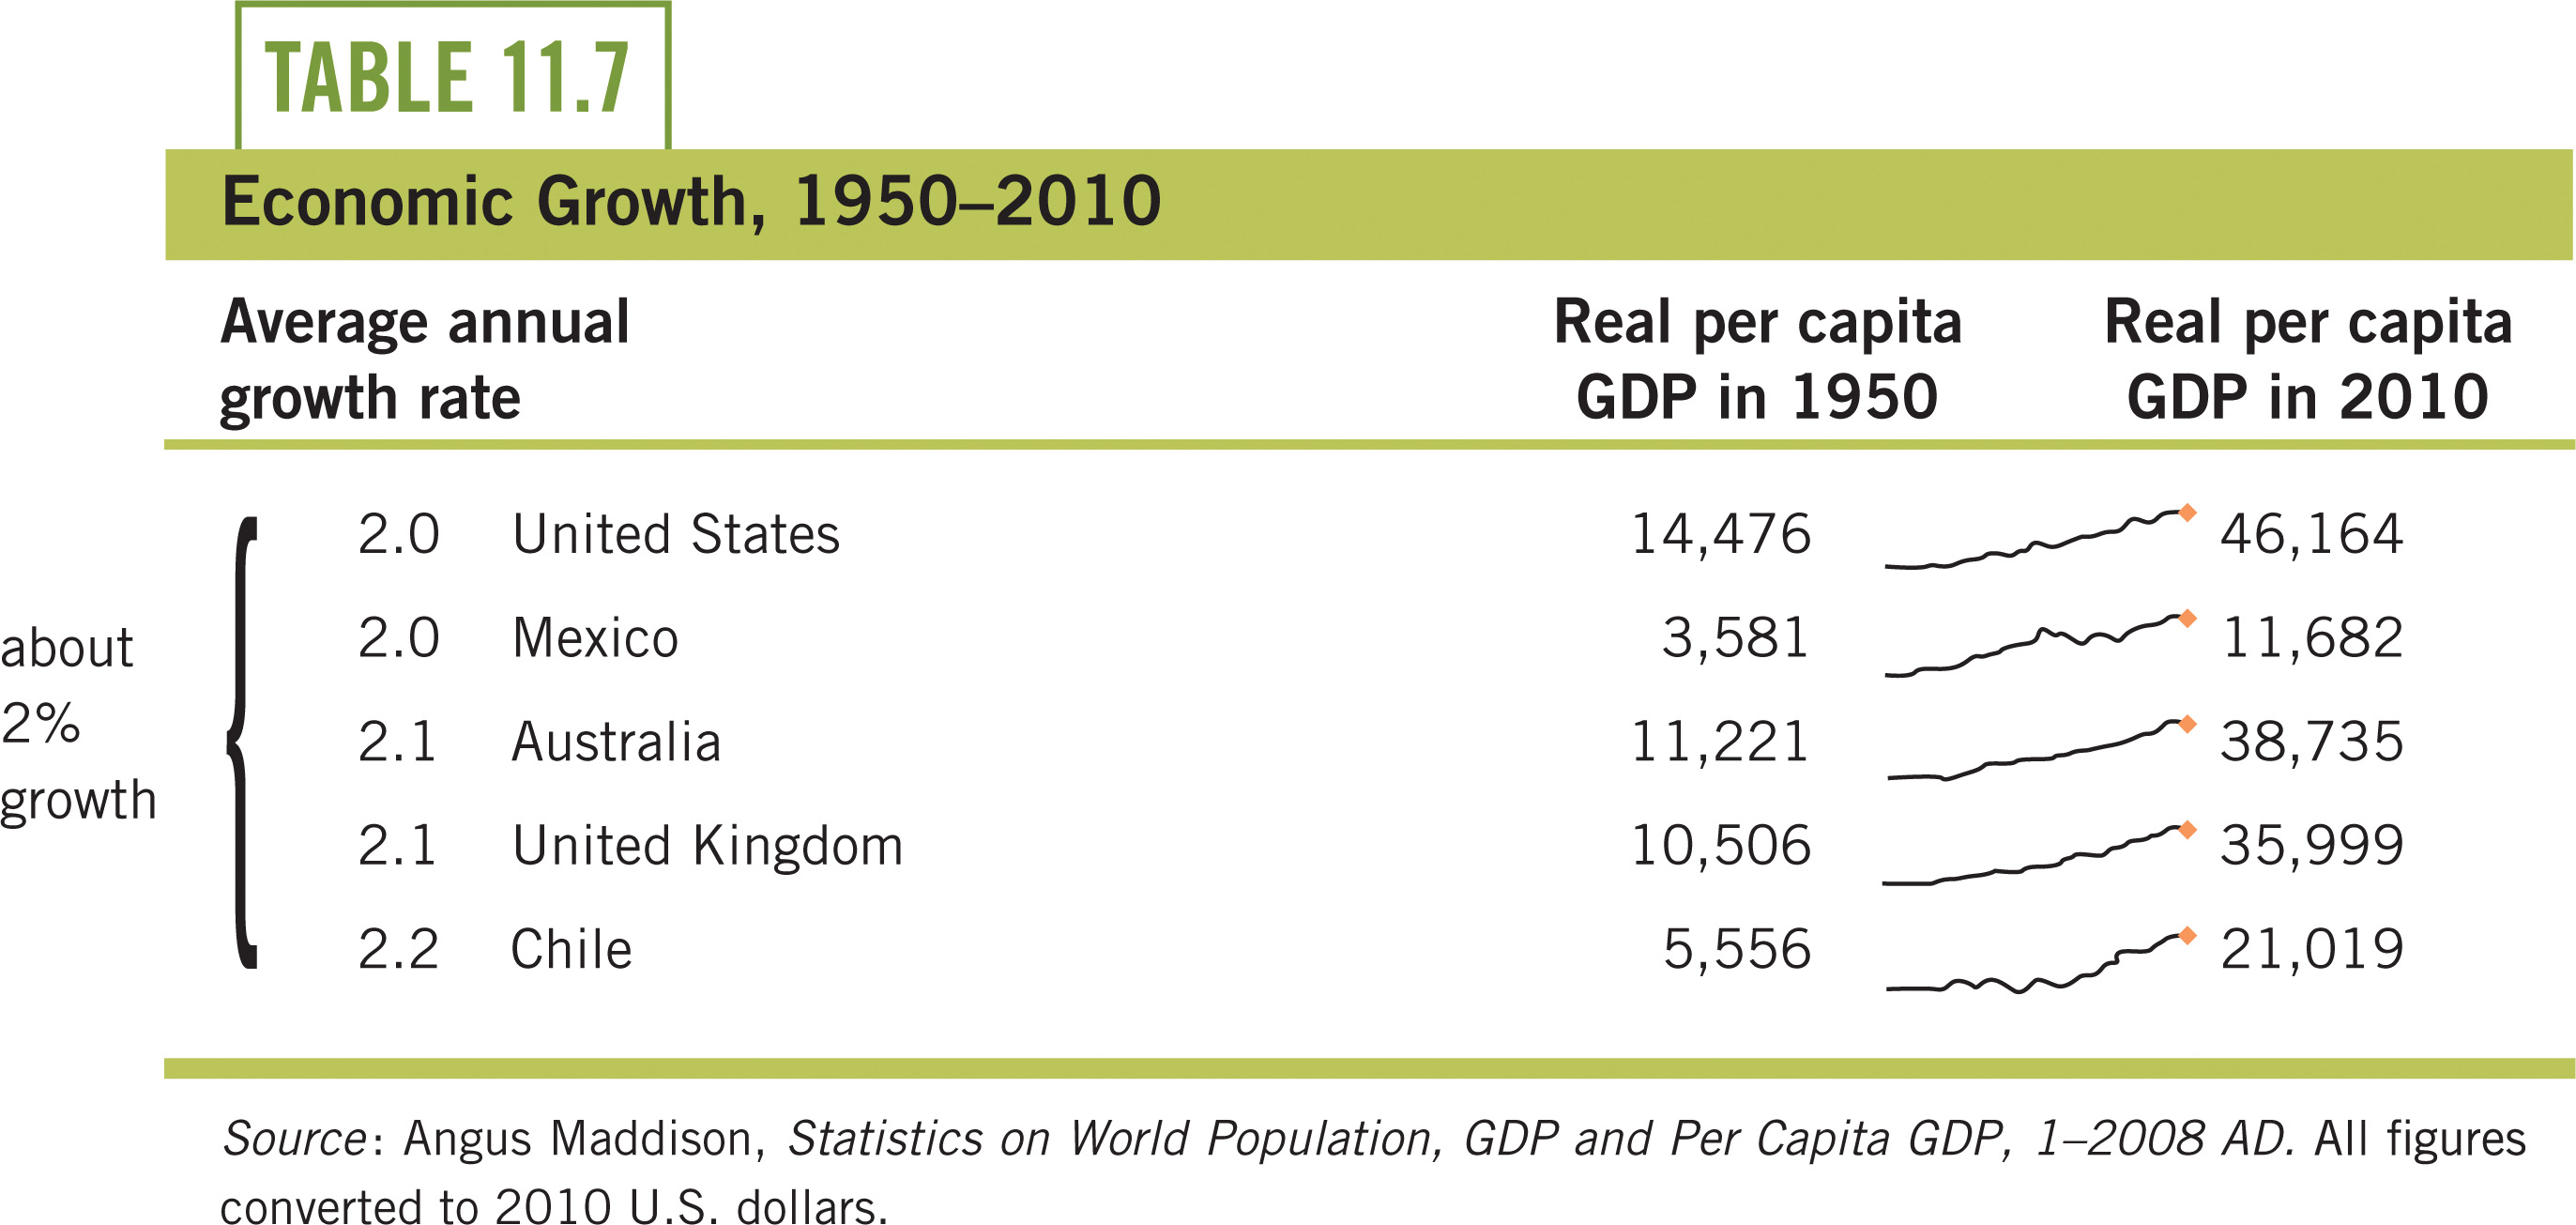 TABLE 11.7
Economic Growth, 1950–2010
Average annual growth rate Real per capita GDP in 1950 Real per capita GDP in 2010
about 2% growth
2.0 United States 14,476 46,164
2.0 Mexico 3,581 11,682
2.1 Australia 11,221 38,735
2.1 United Kingdom 10,506 35,999
2.2 Chile 5,556 21,019
Source: Angus Maddison, Statistics on World Population, GDP and Per Capita GDP, 1–2008 AD. All figures
converted to 2010 U.S. dollars.